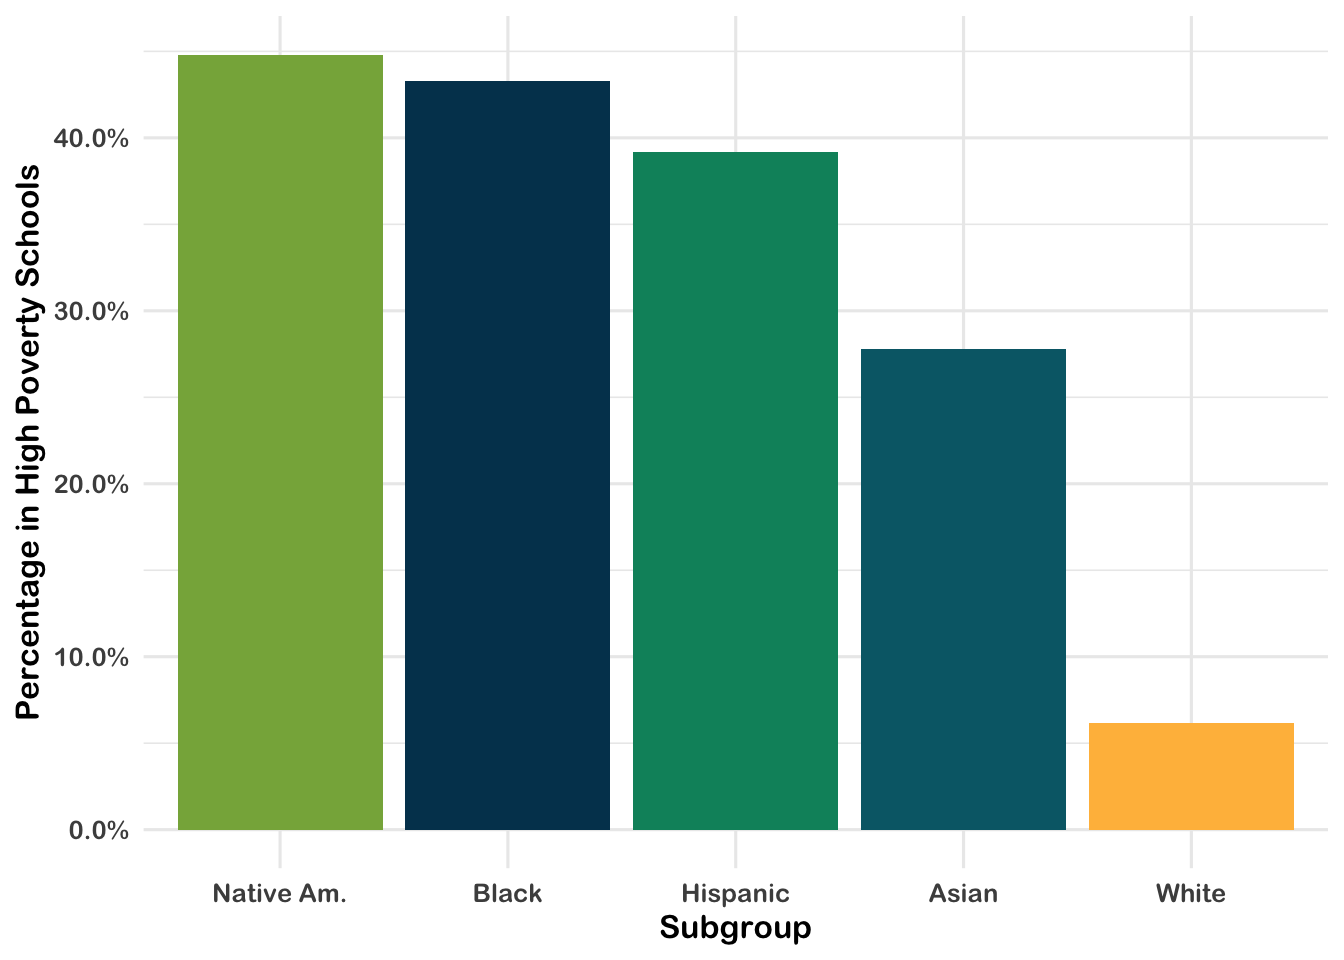 Percentage in High Poverty Schools
40.0%
30.0%
20.0%
10.0%
0.0%
Native Am.
Black
Hispanic
Asian
White
Subgroup